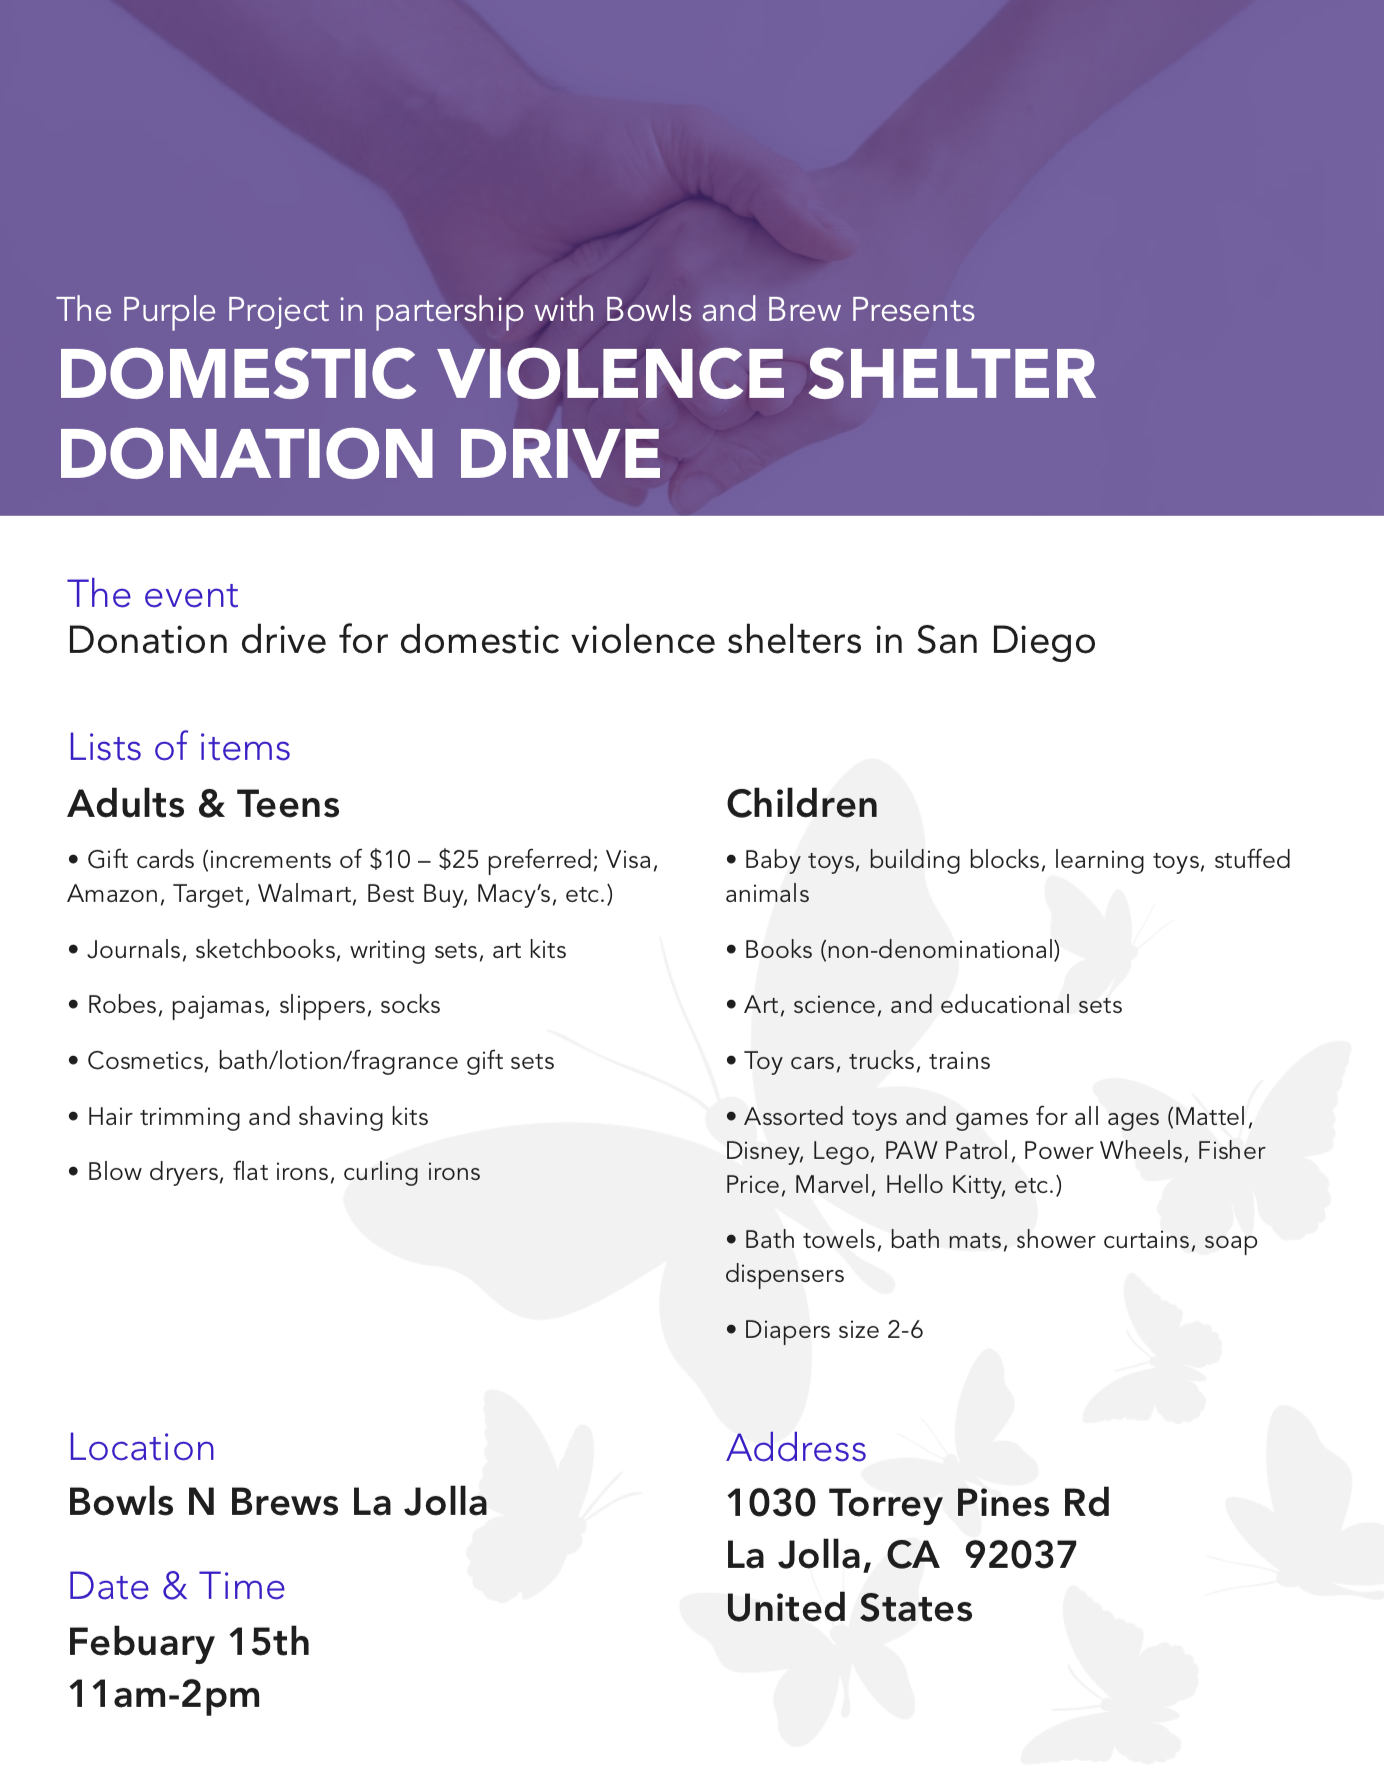 The Purple Project in partership with Bowls and Brew Presents
DOMESTIC VIOLENCE SHELTER
DONATION DRIVE
The event
Donation drive for domestic violence shelters in San Diego
Lists of items
Adults & Teens
• Gift cards (increments of $10 – $25 preferred; Visa,
Amazon, Target, Walmart, Best Buy, Macy’s, etc.)
• Journals, sketchbooks, writing sets, art kits
• Robes, pajamas, slippers, socks
• Cosmetics, bath/lotion/fragrance gift sets
• Hair trimming and shaving kits
• Blow dryers, flat irons, curling irons
Children
• Baby toys, building blocks, learning toys, stuffed
animals
• Books (non-denominational)
• Art, science, and educational sets
• Toy cars, trucks, trains
• Assorted toys and games for all ages (Mattel,
Disney, Lego, PAW Patrol, Power Wheels, Fisher
Price, Marvel, Hello Kitty, etc.)
• Bath towels, bath mats, shower curtains, soap
dispensers
• Diapers size 2-6
Location
Bowls N Brews La Jolla
Date & Time
Febuary 15th
11am-2pm
Address
1030 Torrey Pines Rd
La Jolla, CA  92037
United States